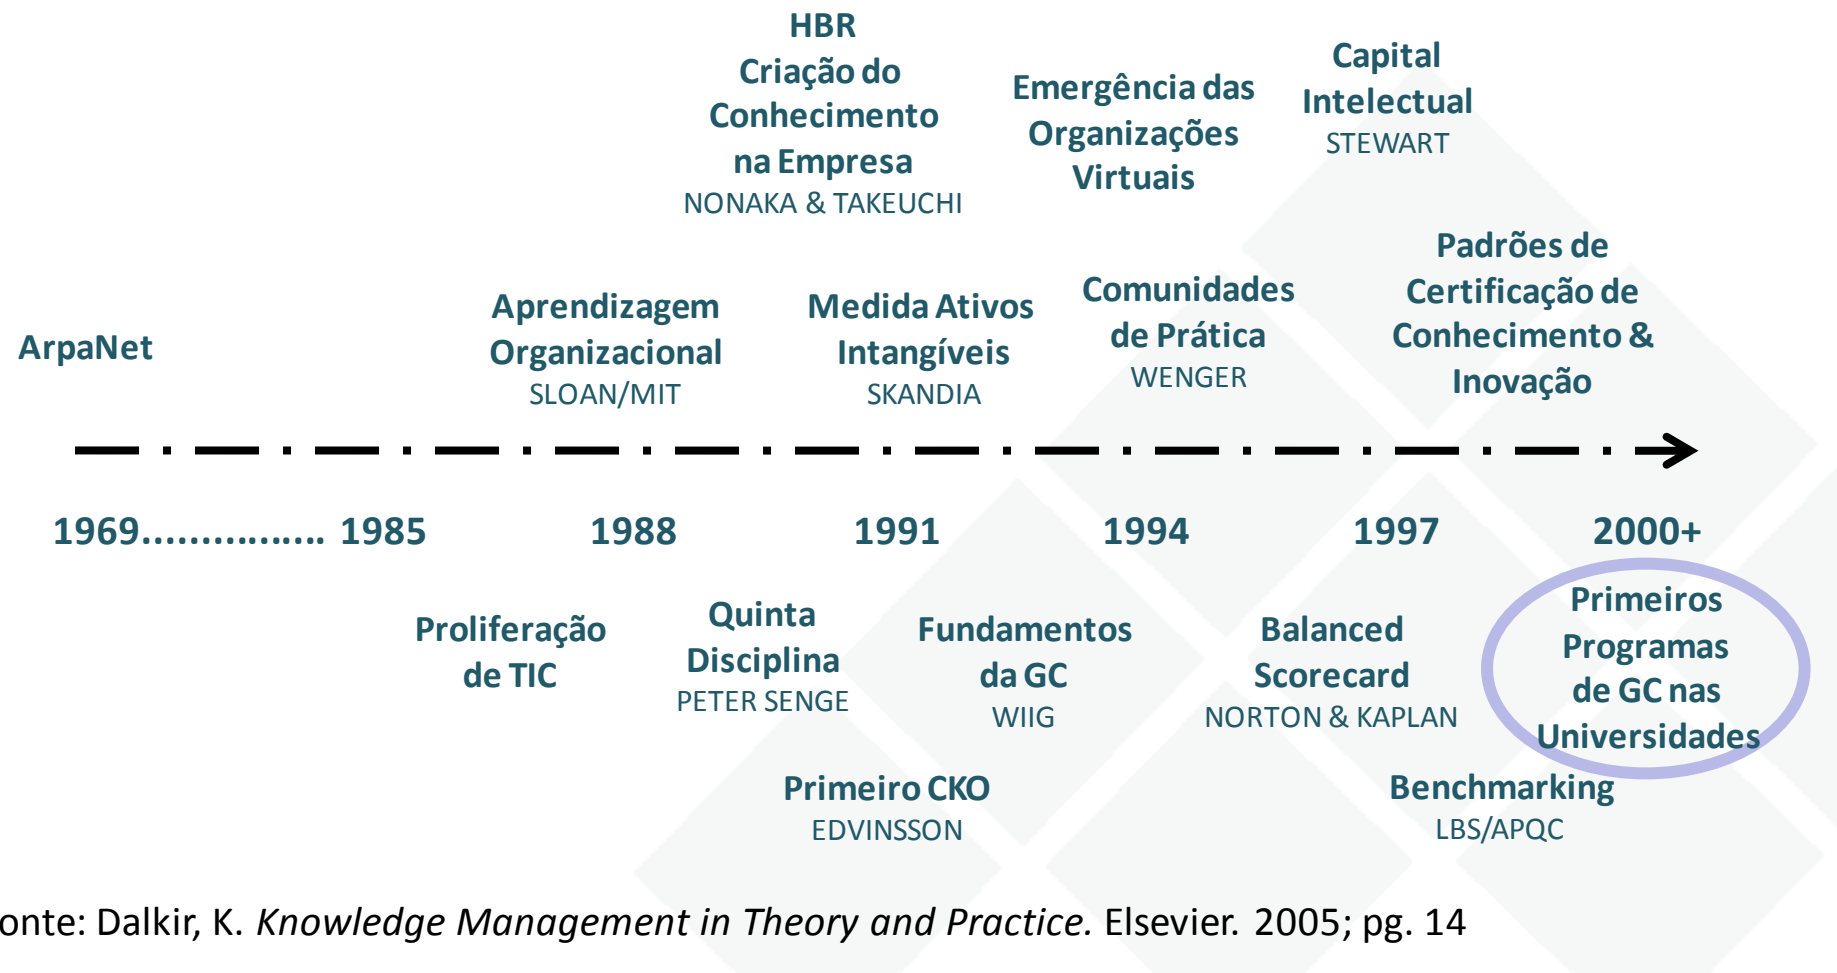 HBR
Criação do
Conhecimento
na Empresa
NONAKA & TAKEUCHI
Emergência das
Organizações
Virtuais
Capital
Intelectual
STEWART
ArpaNet
Aprendizagem
Organizacional
SLOAN/MIT
Medida Ativos
Intangíveis
SKANDIA
Comunidades
de Prática
WENGER
Padrões de
Certificação de
Conhecimento &
Inovação
1969................ 1985 1988 1991 1994 1997 2000+
Proliferação
de TIC
Quinta
Disciplina
PETER SENGE
Fundamentos
da GC
WIIG
Balanced
Scorecard
NORTON & KAPLAN
Primeiros
Programas
de GC nas
Universidades
Primeiro CKO
EDVINSSON
Benchmarking
LBS/APQC
onte: Dalkir, K. Knowledge Management in Theory and Practice. Elsevier. 2005; pg. 14